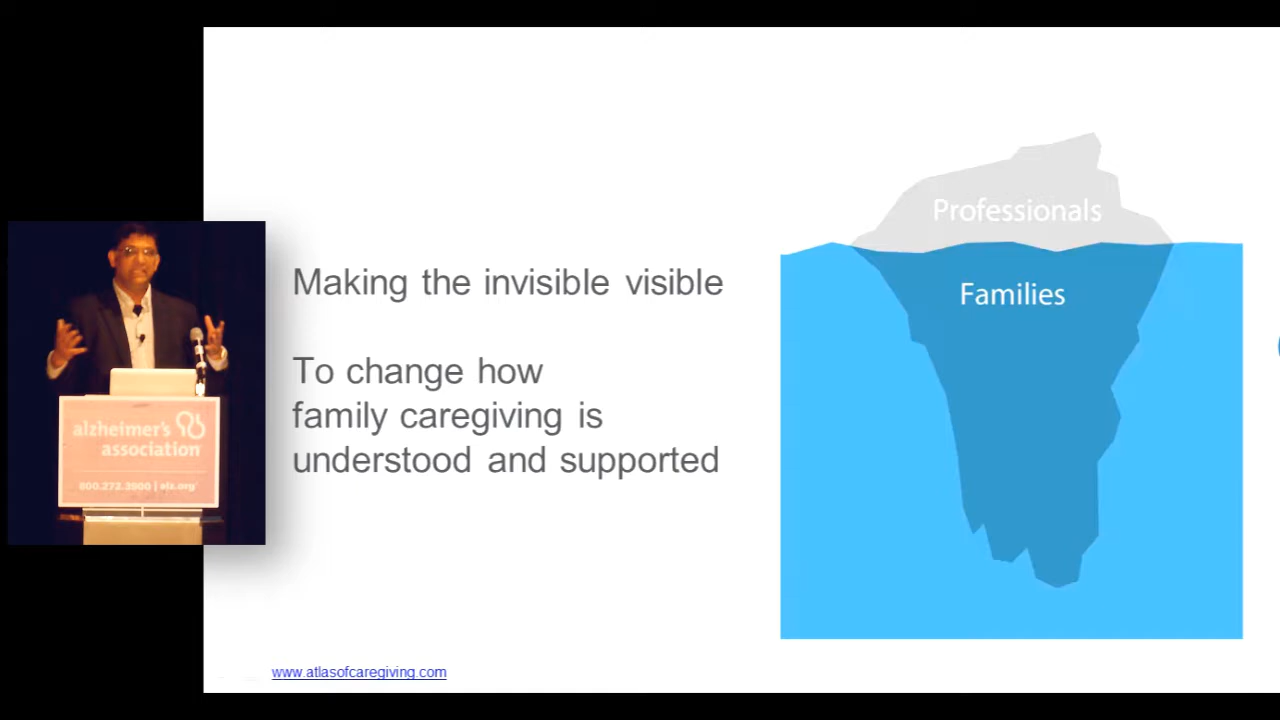 Professionals
Families
Making the invisible visible
To change how
family caregiving is
understood and supported
alzheimer's
association
800.272.3900 | alz.org
www.atlasofcaregiving.com